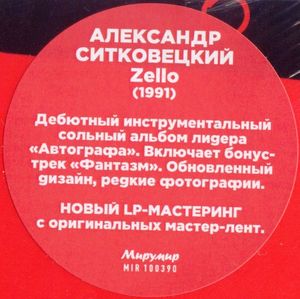 АЛЕКСАНДР
СИТКОВЕЦКИЙ
Zello
(1991)
Дебютный инструментальный
сольный альбом лидера
«Автографа». Включает бонус-
трек «Фантазм». Обновленный
дизайн, редкие фотографии.
НОВЫЙ LP-МАСТЕРИНГ
с оригинальных мастер-лент.
Мирумир
MIR 100390